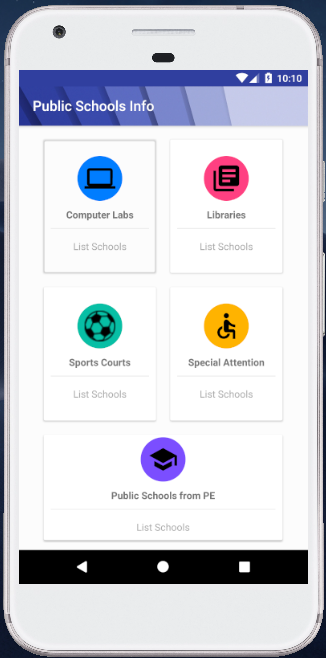 10:10
Public Schools Info
Computer Labs
Libraries
List Schools
List Schools
Sports Courts
Special Attention
List Schools
List Schools
Public Schools from PE
List Schools